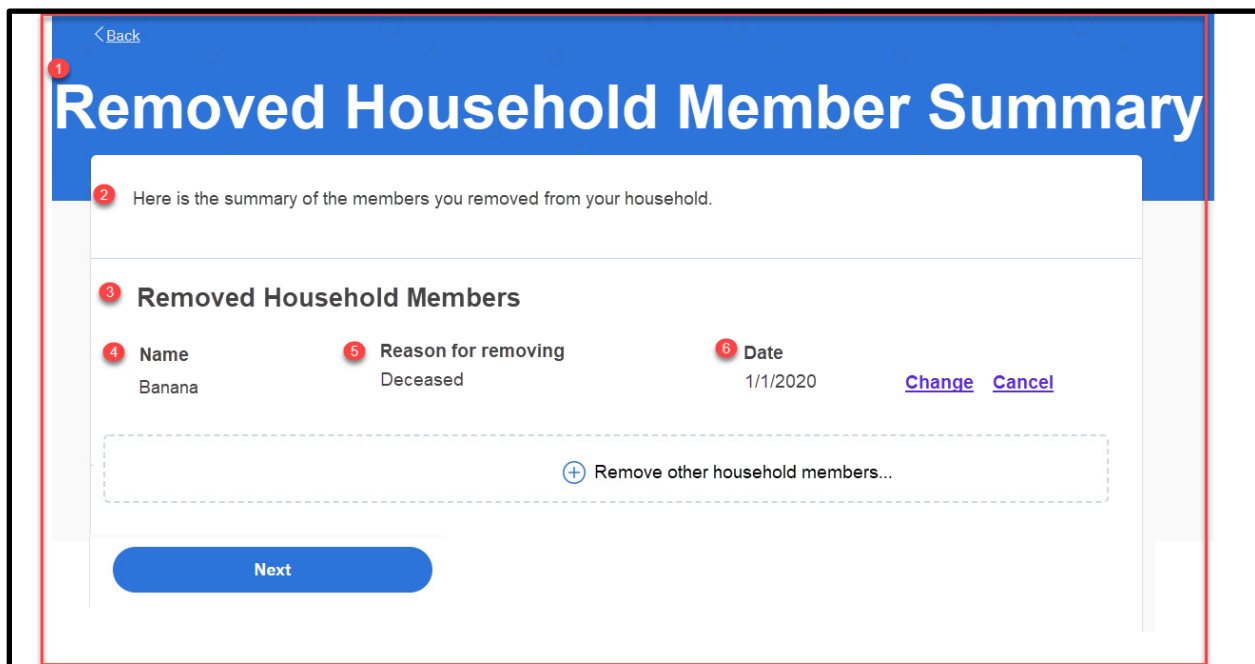 Back
1
Removed Household Member Summary
2 Here is the summary of the members you removed from your household.
3 Removed Household Members
4 Name 5 Reason for removing 6 Date
Banana Deceased 1/1/2020 Change Cancel
Remove other household members...
Next